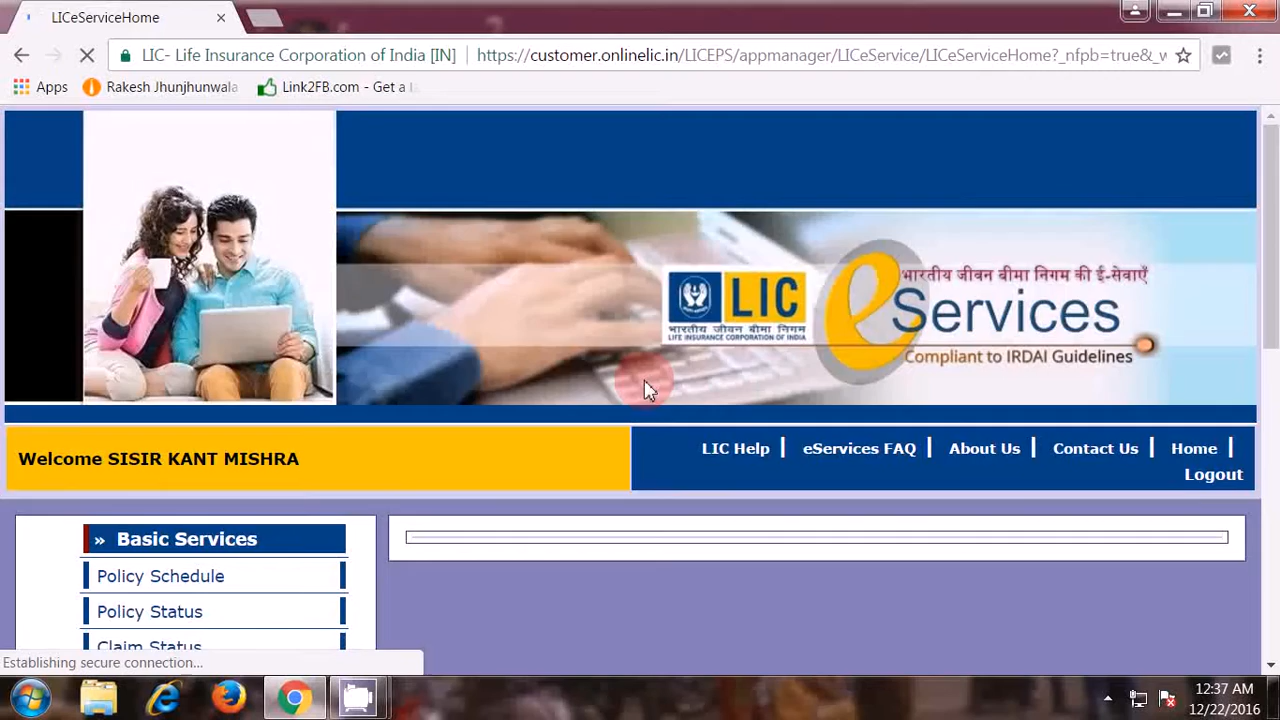 LICeServiceHome
LIC- Life Insurance Corporation of India [IN]
https://customer.onlinelic.in/LICEPS/appmanager/LICeService/LICeServiceHome?_nfpb=true&_w
Apps
Rakesh Jhunjhunwala
Link2FB.com - Get a
LIC
भारतीय जीवन बीमा निगम
LIFE INSURANCE CORPORATION OF INDIA
भारतीय जीवन बीमा निगम की ई-सेवाएँ
eServices
Compliant to IRDAI Guidelines
Welcome SISIR KANT MISHRA
LIC Help
eServices FAQ
About Us
Contact Us
Home
Logout
» Basic Services
Policy Schedule
Policy Status
Claim Status
Establishing secure connection...
12:37 AM
12/22/2016